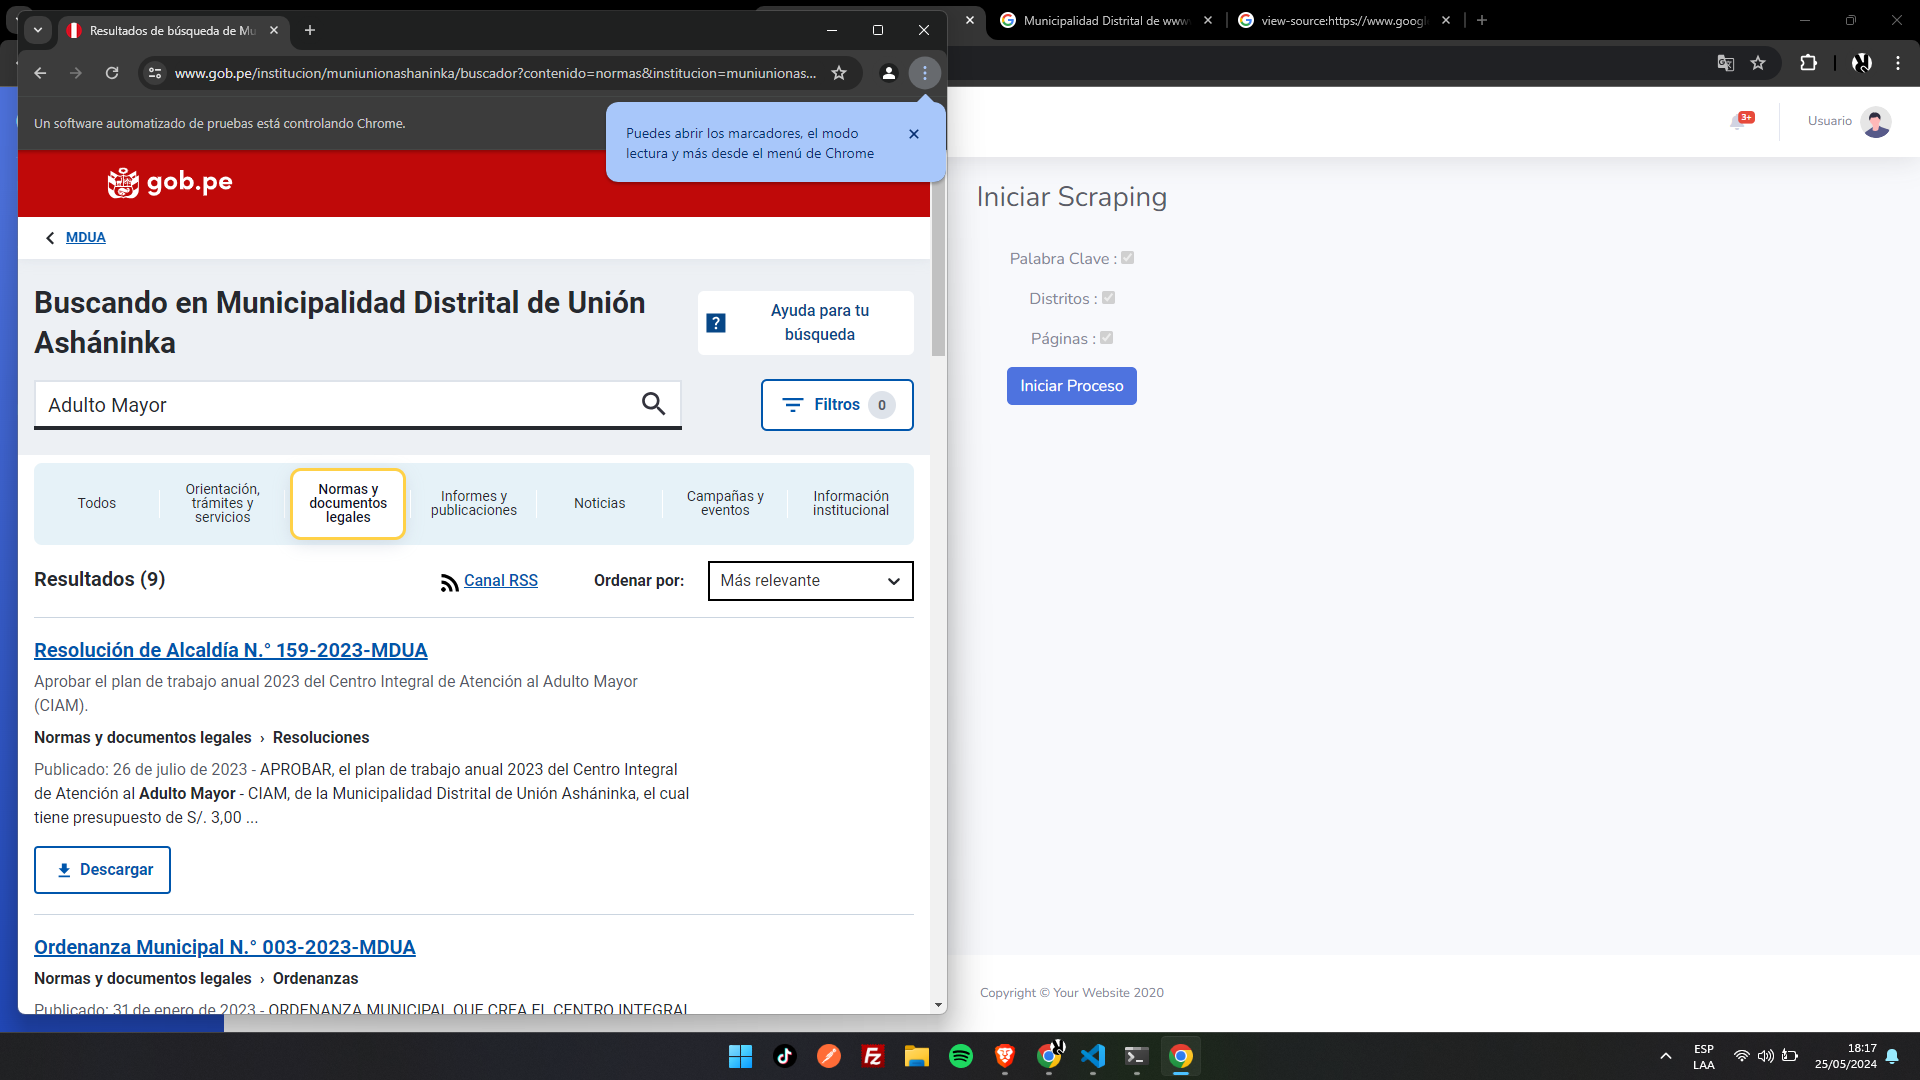 Resultados de búsqueda de Mu
Municipalidad Distrital de www
view-source:https://www.googl
www.gob.pe/institucion/muniunionashaninka/buscador?contenido=normas&institucion=muniunionas...
Un software automatizado de pruebas está controlando Chrome.
Puedes abrir los marcadores, el modo
lectura y más desde el menú de Chrome
gob.pe
MDUA
Buscando en Municipalidad Distrital de Unión
Asháninka
? Ayuda para tu
búsqueda
Adulto Mayor
Filtros 0
Todos
Orientación,
trámites y
servicios
Normas y
documentos
legales
Informes y
publicaciones
Noticias
Campañas y
eventos
Información
institucional
Resultados (9)
Canal RSS
Ordenar por:
Más relevante
Resolución de Alcaldía N.° 159-2023-MDUA
Aprobar el plan de trabajo anual 2023 del Centro Integral de Atención al Adulto Mayor
(CIAM).
Normas y documentos legales › Resoluciones
Publicado: 26 de julio de 2023 - APROBAR, el plan de trabajo anual 2023 del Centro Integral
de Atención al Adulto Mayor - CIAM, de la Municipalidad Distrital de Unión Asháninka, el cual
tiene presupuesto de S/. 3,00 ...
Descargar
Ordenanza Municipal N.° 003-2023-MDUA
Normas y documentos legales › Ordenanzas
Publicado: 31 de enero de 2023 - ORDENANZA MUNICIPAL QUE CREA EL CENTRO INTEGRAL
3+
Usuario
Iniciar Scraping
Palabra Clave :
Distritos :
Páginas :
Iniciar Proceso
Copyright © Your Website 2020
ESP
LAA
18:17
25/05/2024